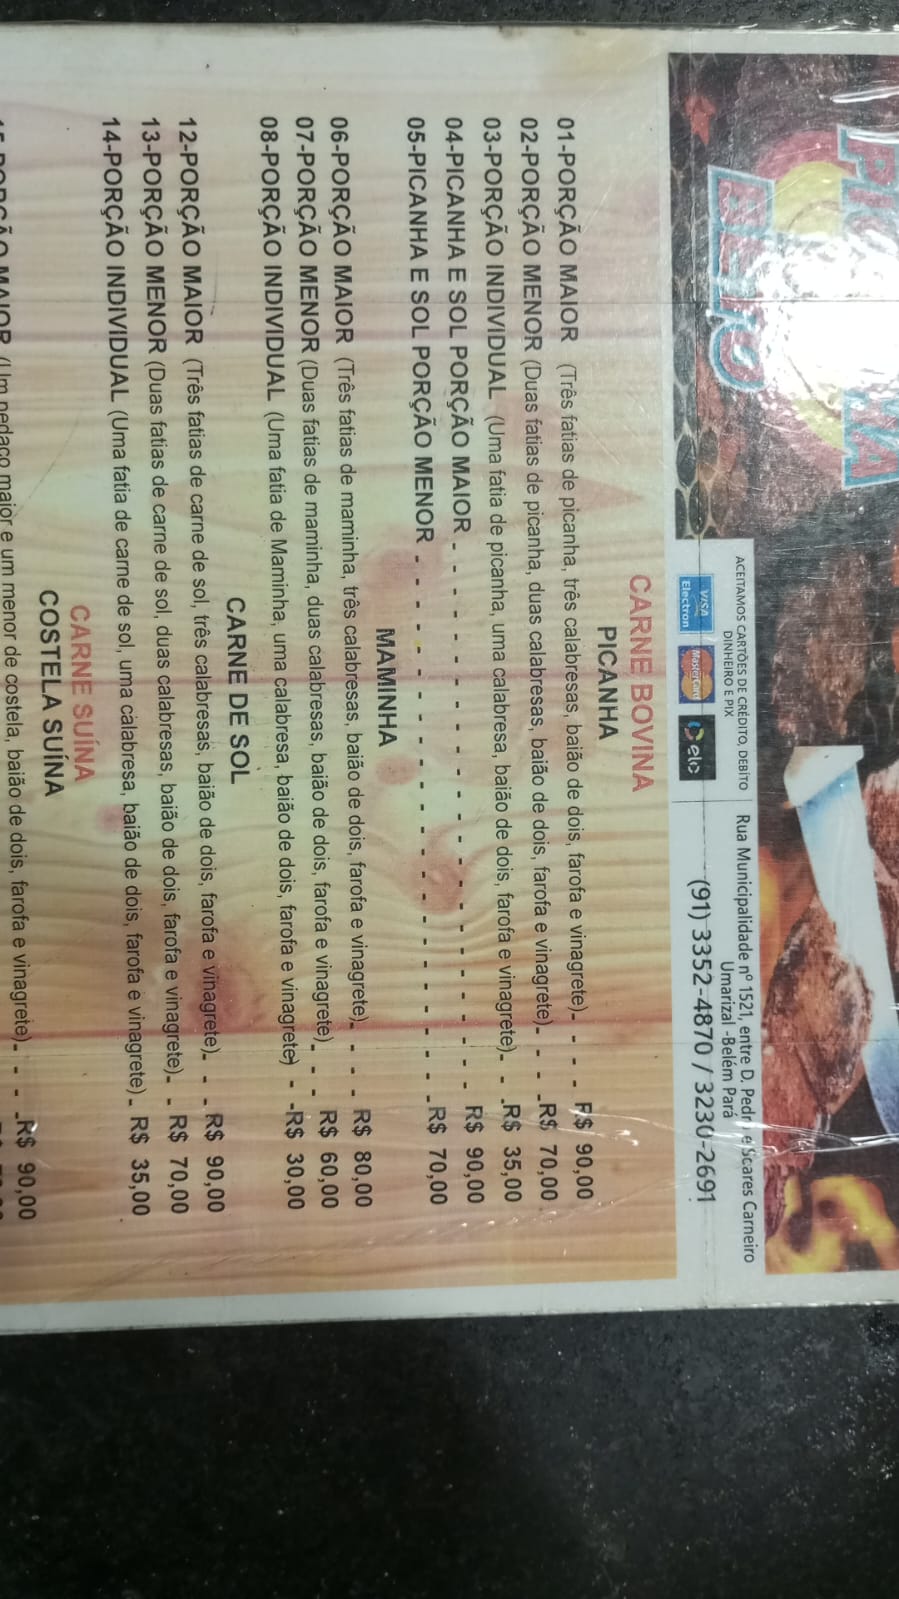 BETO
ACEITAMOS CARTÕES DE CRÉDITO, DEBÍTO
DINHEIRO E PIX
VISA
Electron
MasterCard
elo
Rua Municipalidade nº 1521, entre D. Pedro e Soares Carneiro
Umarizal -Belém Pará
(91) 3352-4870 / 3230-2691
CARNE BOVINA
PICANHA
01-PORÇÃO MAIOR (Três fatias de picanha, três calabresas, baião de dois, farofa e vinagrete)- - - - R$ 90,00
02-PORÇÃO MENOR (Duas fatias de picanha, duas calabresas, baião de dois, farofa e vinagrete)- - - -R$ 70,00
03-PORÇÃO INDIVIDUAL (Uma fatia de picanha, uma calabresa, baião de dois, farofa e vinagrete)- - -R$ 35,00
04-PICANHA E SOL PORÇÃO MAIOR - - - - - - - - - - - - - - - - - - - - - - R$ 90,00
05-PICANHA E SOL PORÇÃO MENOR - - - - - - - - - - - - - - - - - - - - - -R$ 70,00
MAMINHA
06-PORÇÃO MAIOR (Três fatias de maminha, três calabresas, baião de dois, farofa e vinagrete)- - - - R$ 80,00
07-PORÇÃO MENOR (Duas fatias de maminha, duas calabresas, baião de dois, farofa e vinagrete)- - - R$ 60,00
08-PORÇÃO INDIVIDUAL (Uma fatia de Maminha, uma calabresa, baião de dois, farofa e vinagrete) - -R$ 30,00
CARNE DE SOL
12-PORÇÃO MAIOR (Três fatias de carne de sol, três calabresas, baião de dois, farofa e vinagrete)- - - R$ 90,00
13-PORÇÃO MENOR (Duas fatias de carne de sol, duas calabresas, baião de dois, farofa e vinagrete)- - R$ 70,00
14-PORÇÃO INDIVIDUAL (Uma fatia de carne de sol, uma calabresa, baião de dois, farofa e vinagrete)- R$ 35,00
CARNE SUÍNA
COSTELA SUÍNA
15-PORÇÃO MAIOR (Um pedaço maior e um menor de costela, baião de dois, farofa e vinagrete)- - - -R$ 90,00